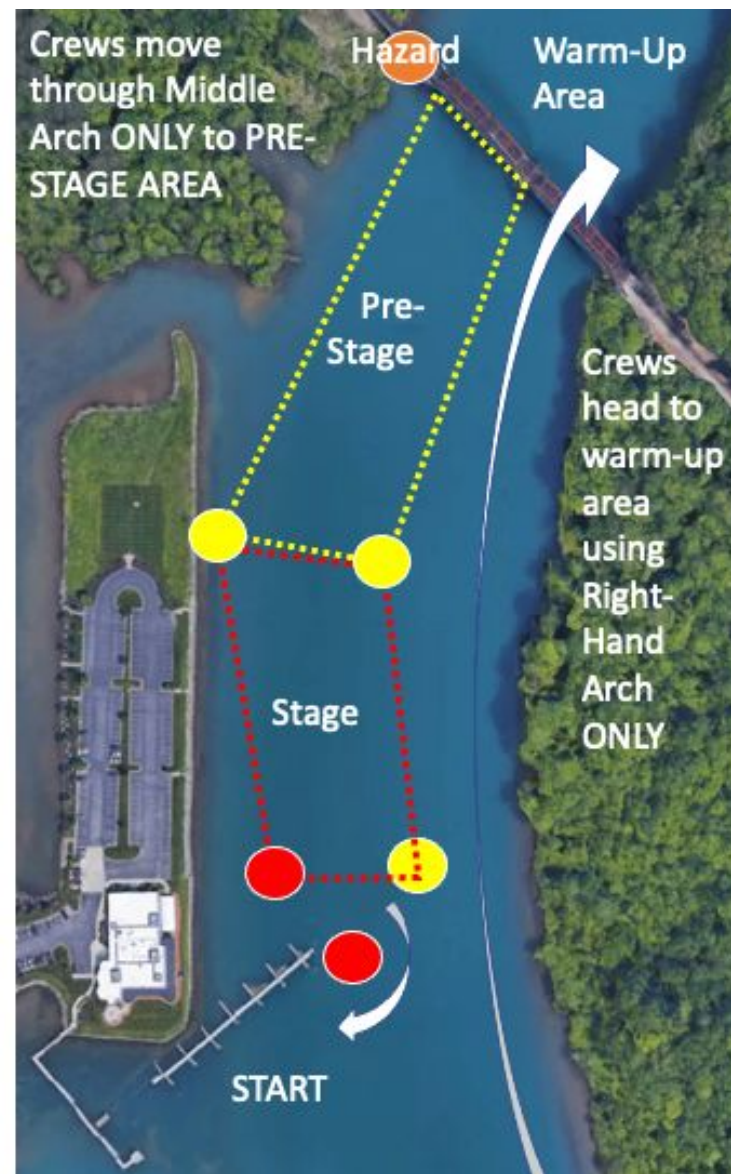 Crews move
through Middle
Arch ONLY to PRE-
STAGE AREA
Hazard
Warm-Up
Area
Pre-
Stage
Crews
head to
warm-up
area
using
Right-
Hand
Arch
ONLY
Stage
START